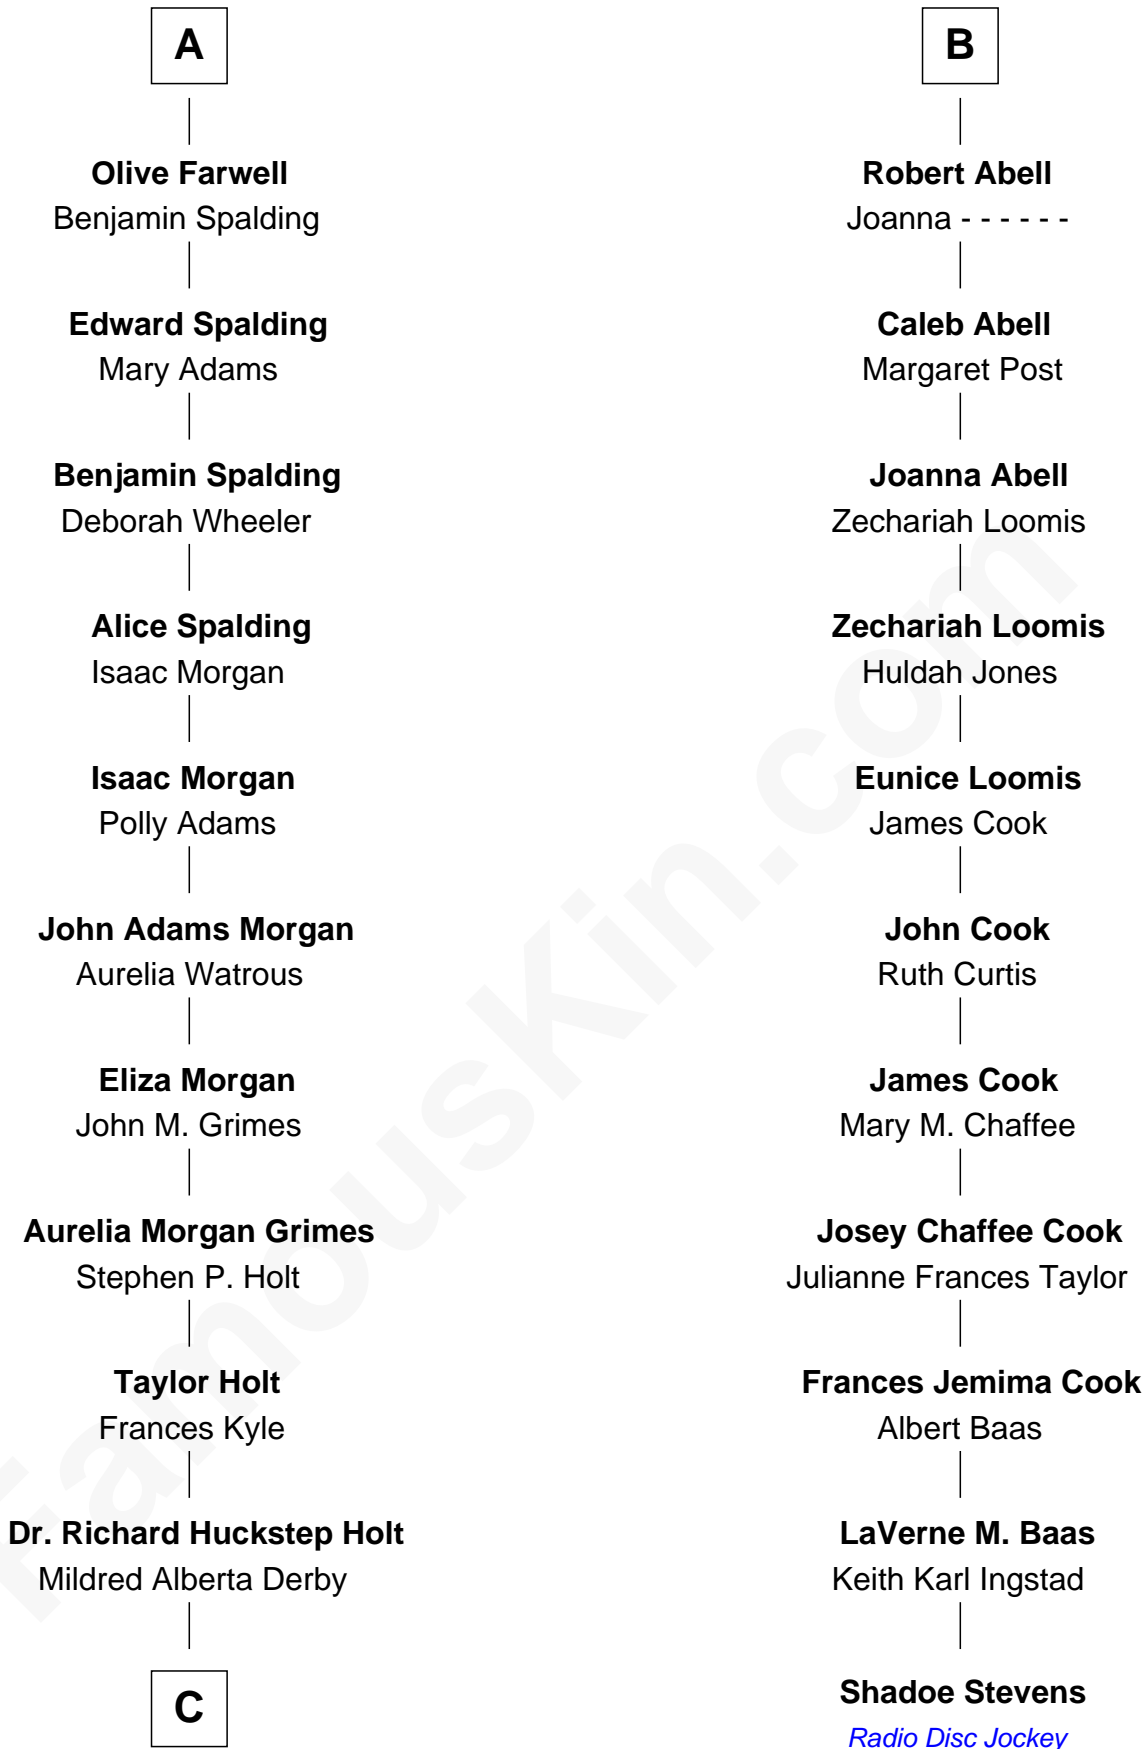 A
Olive Farwell
Benjamin Spalding
Edward Spalding
Mary Adams
Benjamin Spalding
Deborah Wheeler
Alice Spalding
Isaac Morgan
Isaac Morgan
Polly Adams
John Adams Morgan
Aurelia Watrous
Eliza Morgan
John M. Grimes
Aurelia Morgan Grimes
Stephen P. Holt
Taylor Holt
Frances Kyle
Dr. Richard Huckstep Holt
Mildred Alberta Derby
C
B
Robert Abell
Joanna - - - - - -
Caleb Abell
Margaret Post
Joanna Abell
Zechariah Loomis
Zechariah Loomis
Huldah Jones
Eunice Loomis
James Cook
John Cook
Ruth Curtis
James Cook
Mary M. Chaffee
Josey Chaffee Cook
Julianne Frances Taylor
Frances Jemima Cook
Albert Baas
LaVerne M. Baas
Keith Karl Ingstad
Shadoe Stevens
Radio Disc Jockey
FamousKin.com